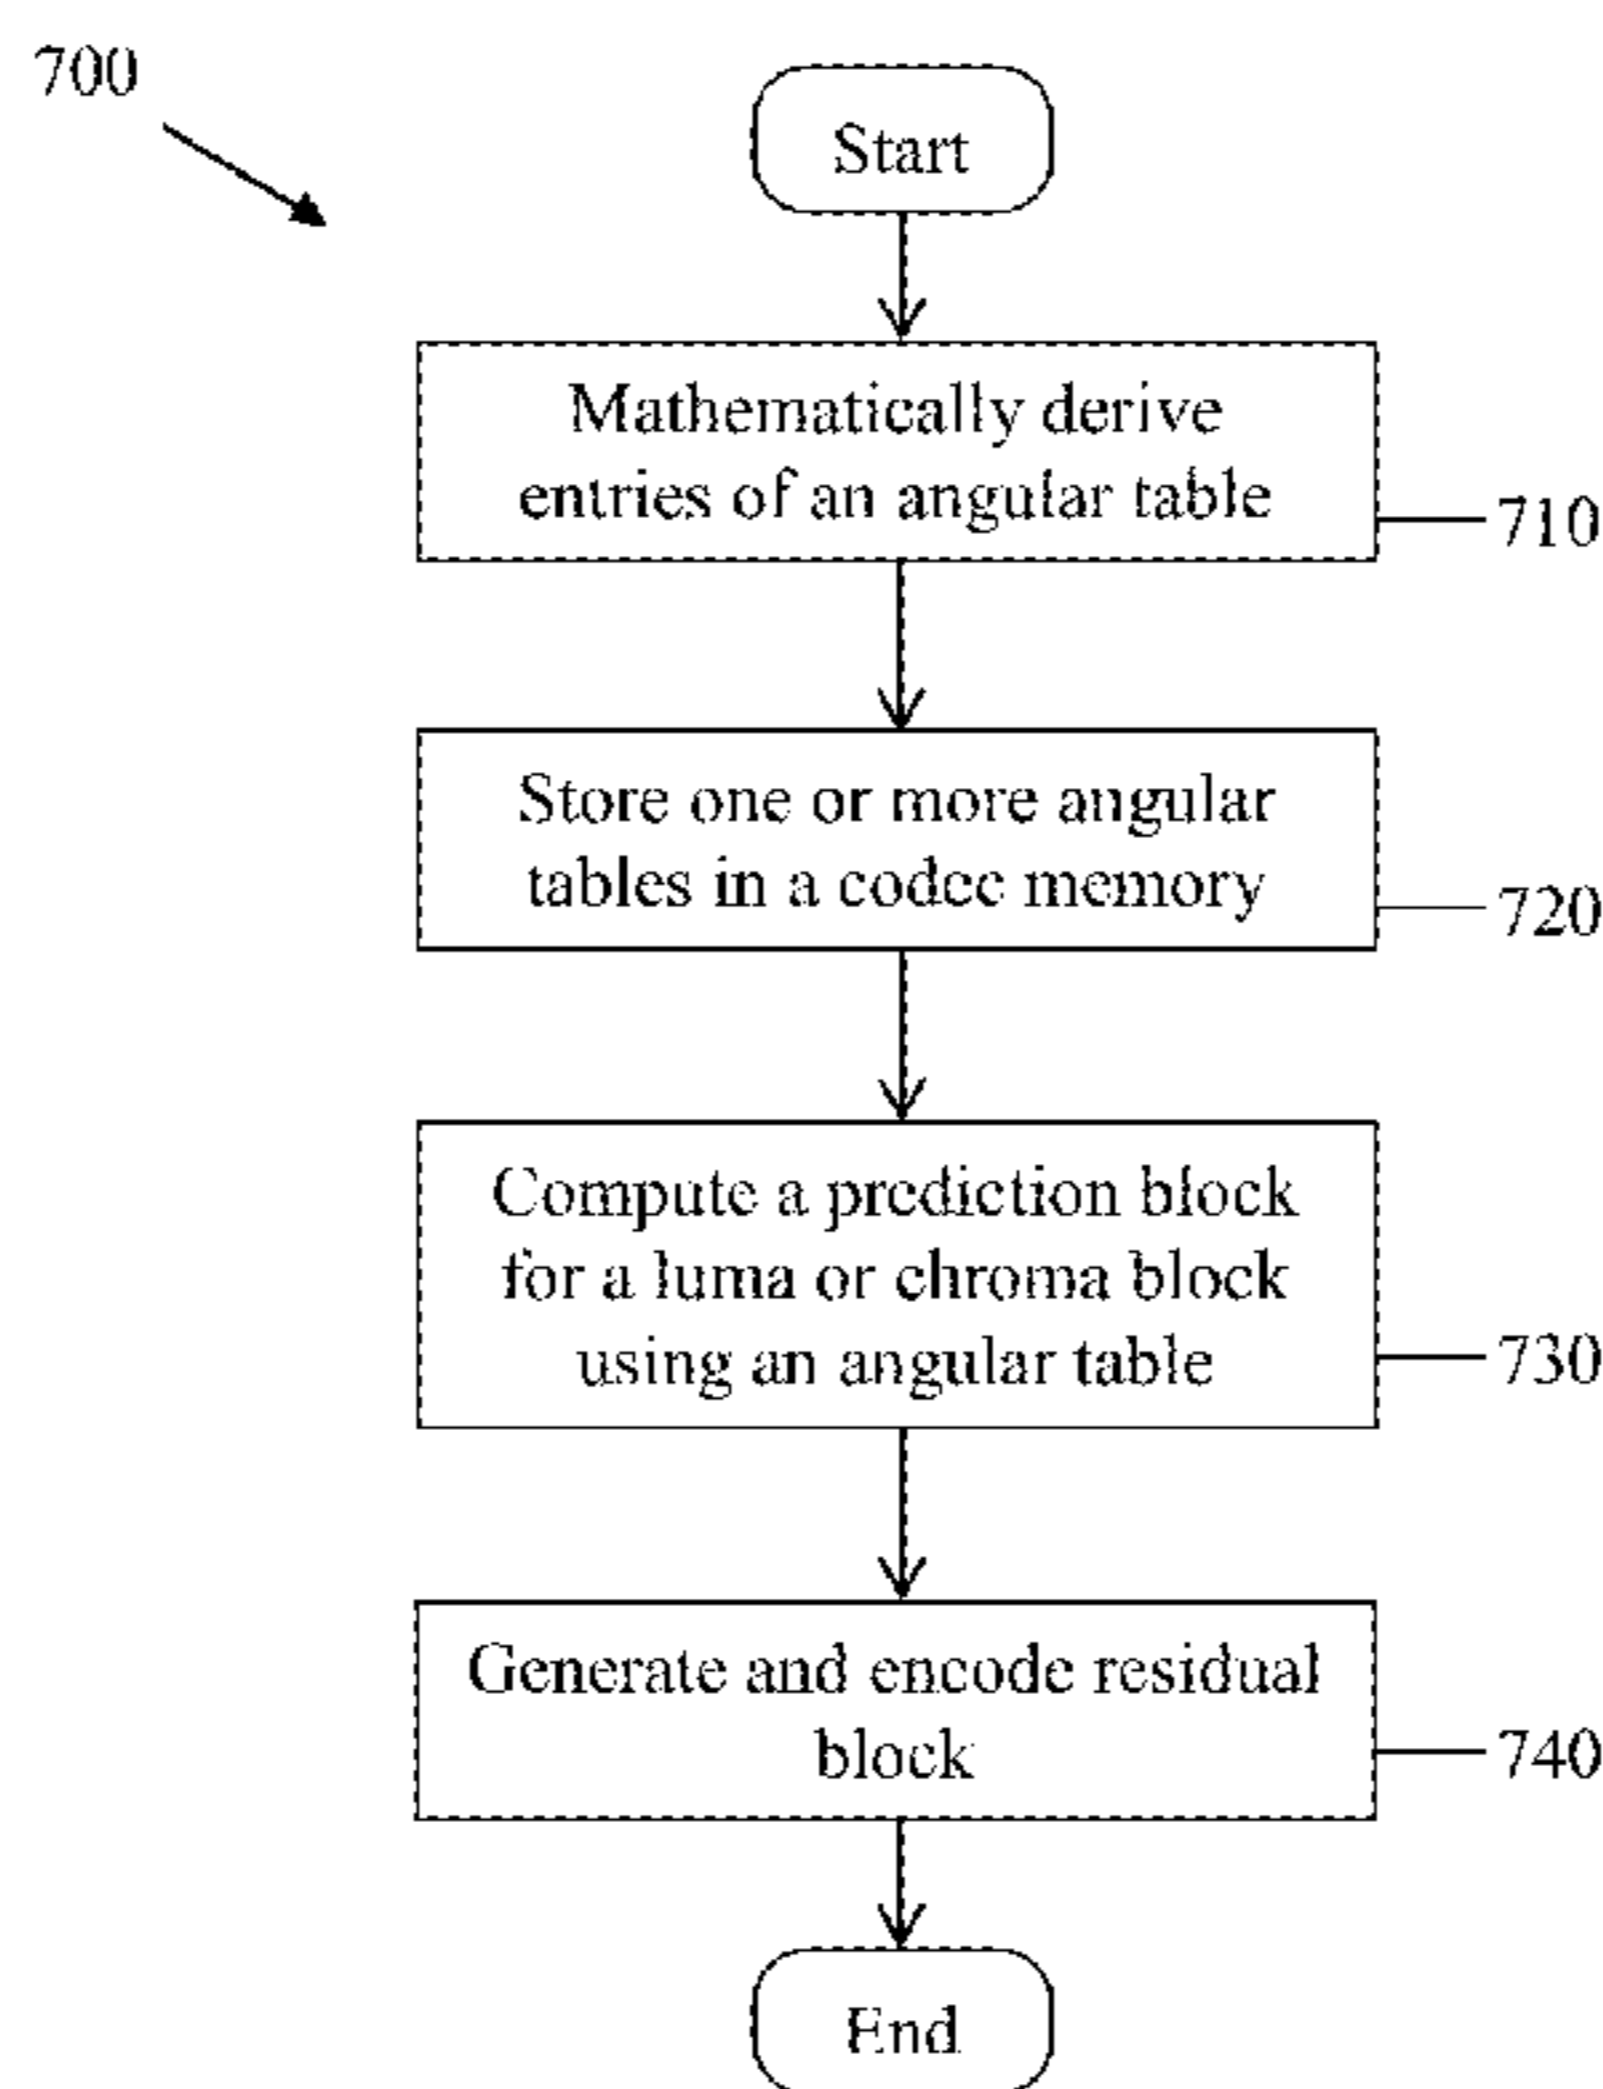 700
Start
Mathematically derive
entries of an angular table
710
Store one or more angular
tables in a codec memory
720
Compute a prediction block
for a luma or chroma block
using an angular table
730
Generate and encode residual
block
740
End